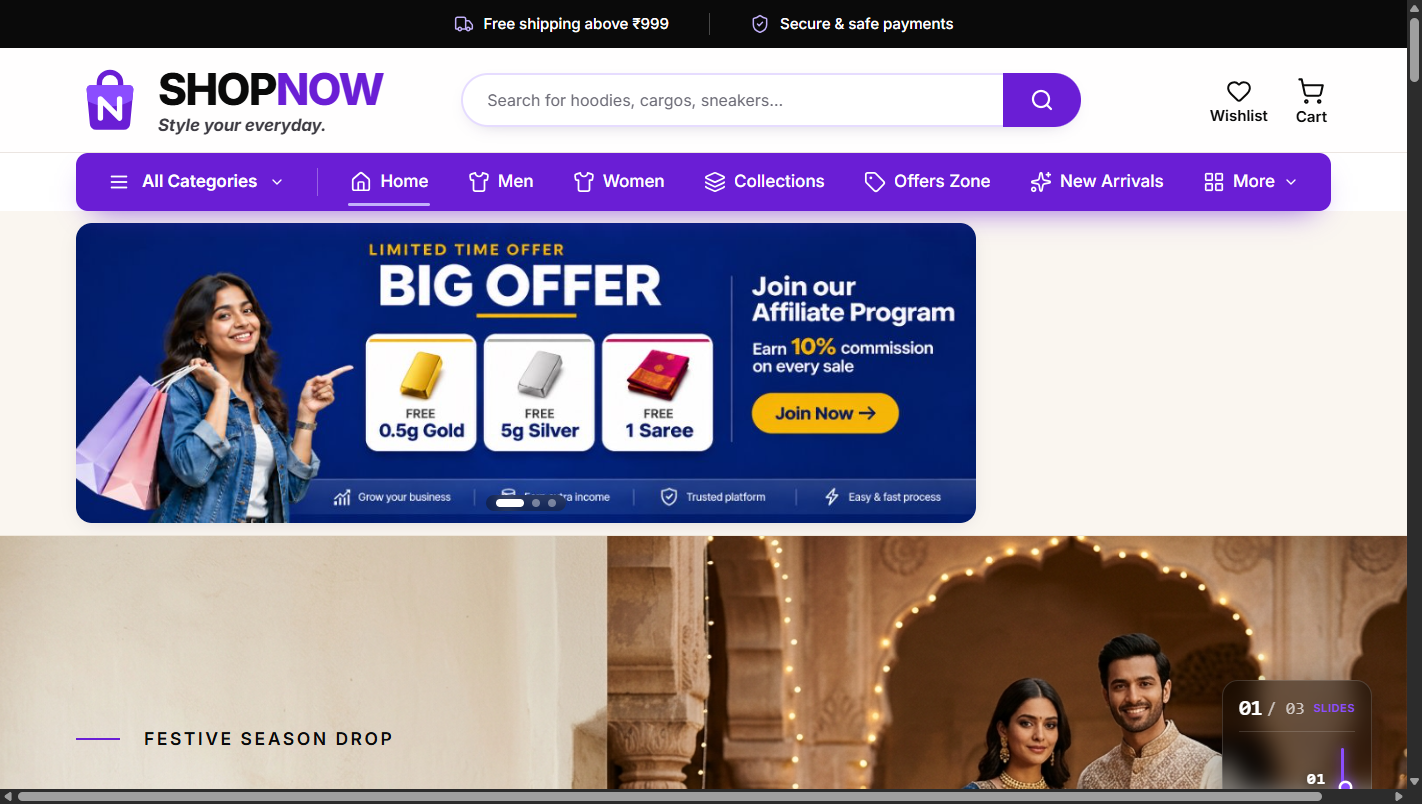 Free shipping above ₹999
Secure & safe payments
N
SHOPNOW
Style your everyday.
Search for hoodies, cargos, sneakers...
Wishlist
Cart
All Categories
Home
Men
Women
Collections
Offers Zone
New Arrivals
More
LIMITED TIME OFFER
BIG OFFER
FREE
0.5g Gold
FREE
5g Silver
FREE
1 Saree
Join our
Affiliate Program
Earn 10% commission
on every sale
Join Now →
Grow your business
income
Trusted platform
Easy & fast process
FESTIVE SEASON DROP
01 / 03 SLIDES
01